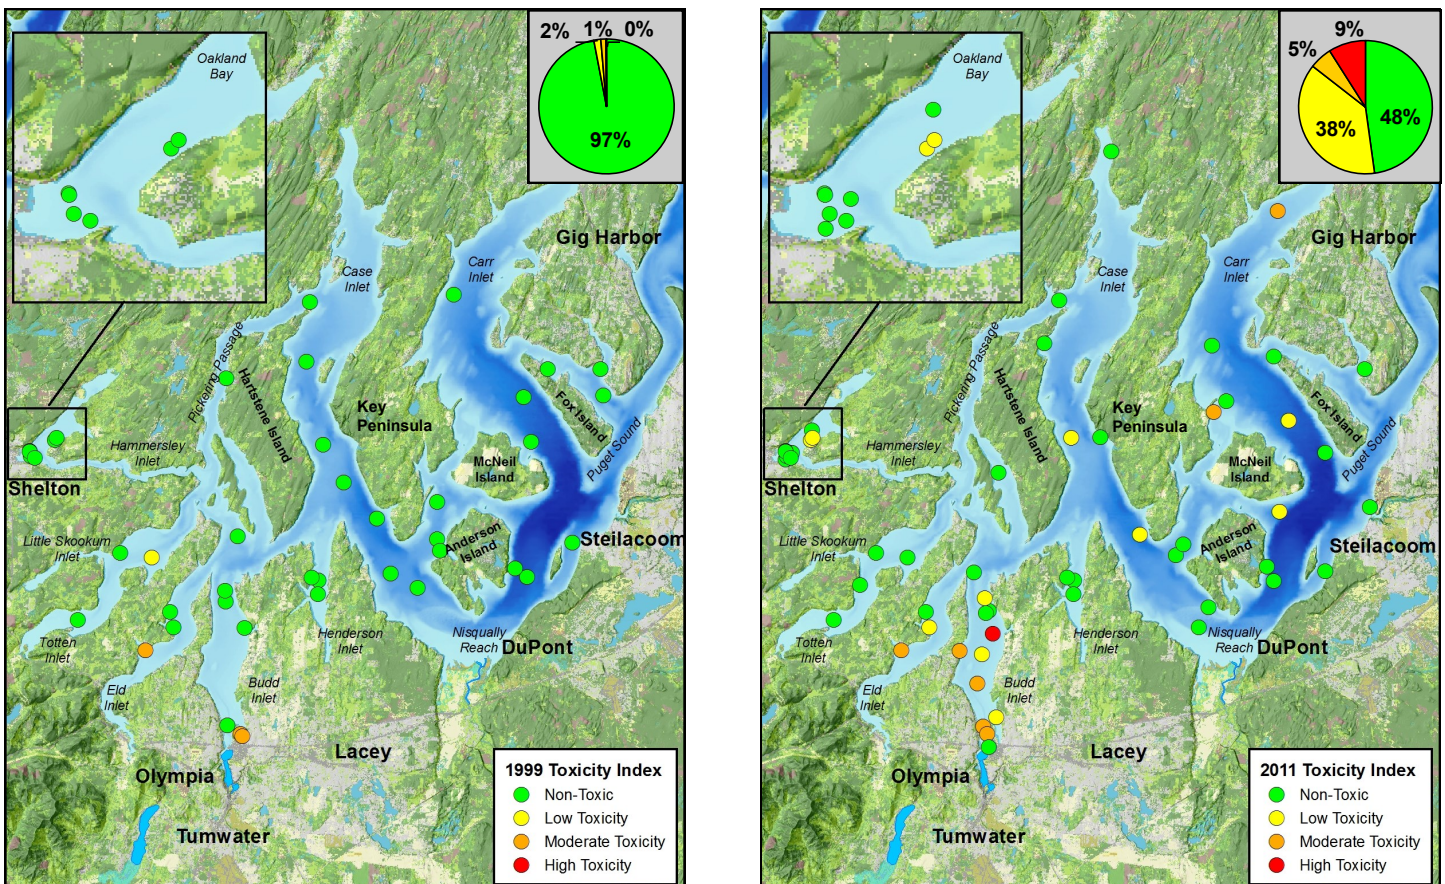 2% 1% 0%
97%
Oakland
Bay
Gig Harbor
Case
Inlet
Carr
Inlet
Pickering Passage
Hartstene Island
Key
Peninsula
Fox Island
Hammersley
Inlet
McNeil
Island
Puget Sound
Shelton
Little Skookum
Inlet
Anderson
Island
Steilacoom
Totten
Inlet
Henderson
Inlet
Nisqually
Reach
DuPont
Eld
Inlet
Budd
Inlet
Lacey
Olympia
Tumwater
1999 Toxicity Index
Non-Toxic
Low Toxicity
Moderate Toxicity
High Toxicity
9%
5%
48%
38%
Oakland
Bay
Gig Harbor
Case
Inlet
Carr
Inlet
Pickering Passage
Hartstene Island
Key
Peninsula
Fox Island
Hammersley
Inlet
McNeil
Island
Puget Sound
Shelton
Little Skookum
Inlet
Anderson
Island
Steilacoom
Totten
Inlet
Henderson
Inlet
Nisqually
Reach
DuPont
Eld
Inlet
Budd
Inlet
Lacey
Olympia
Tumwater
2011 Toxicity Index
Non-Toxic
Low Toxicity
Moderate Toxicity
High Toxicity